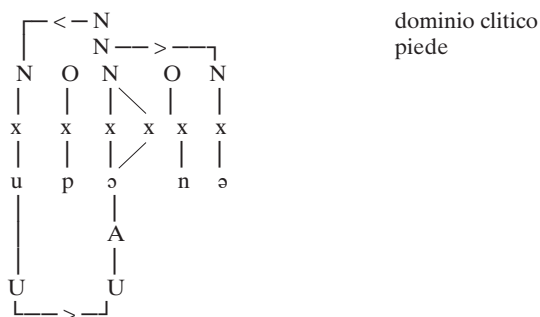 < N dominio clitico
N > piede
N O N O N
x x x x x x
u p ɔ n ə
A
U U
>